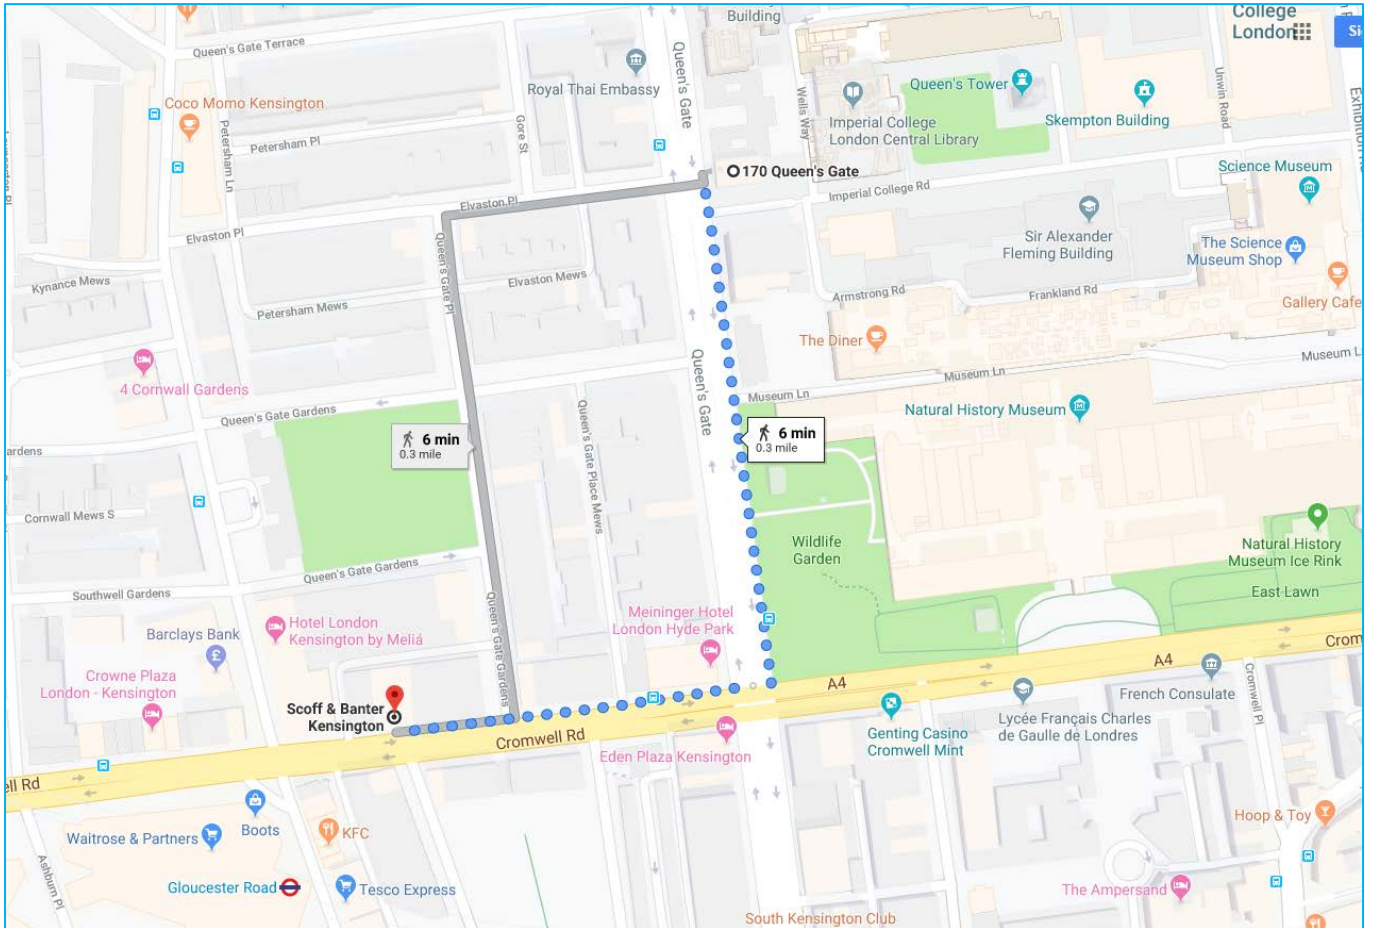 Building
College
London
Si
Queen's Gate Terrace
Queen's Gate
Royal Thai Embassy
Queen's Tower
Skempton Building
Unwin Road
Wells Way
Imperial College
London Central Library
Coco Momo Kensington
Petersham Ln
Petersham Pl
Gore St
170 Queen's Gate
Science Museum
Imperial College Rd
Elvaston Pl
Elvaston Pl
Sir Alexander
Fleming Building
The Science
Museum Shop
Queen's Gate Pl
Kynance Mews
Elvaston Mews
Petersham Mews
Armstrong Rd
Frankland Rd
Gallery Cafe
The Diner
4 Cornwall Gardens
Queen's Gate
Museum L
Museum Ln
Museum Ln
Queen's Gate Gardens
Natural History Museum
6 min
0.3 mile
6 min
0.3 mile
ardens
Queen's Gate Place Mews
Cornwall Mews S
Wildlife
Garden
Natural History
Museum Ice Rink
East Lawn
Queen's Gate Gardens
Southwell Gardens
Queen's Gate Gardens
Hotel London
Kensington by Meliá
Meininger Hotel
London Hyde Park
Barclays Bank
Crowne Plaza
London - Kensington
Crom
A4
A4
French Consulate
Cromwell Pl
Scoff & Banter
Kensington
Cromwell Rd
Eden Plaza Kensington
Genting Casino
Cromwell Mint
Lycée Français Charles
de Gaulle de Londres
ell Rd
Boots
Waitrose & Partners
KFC
Hoop & Toy
Ashburn Pl
Gloucester Road
Tesco Express
The Ampersand
South Kensington Club